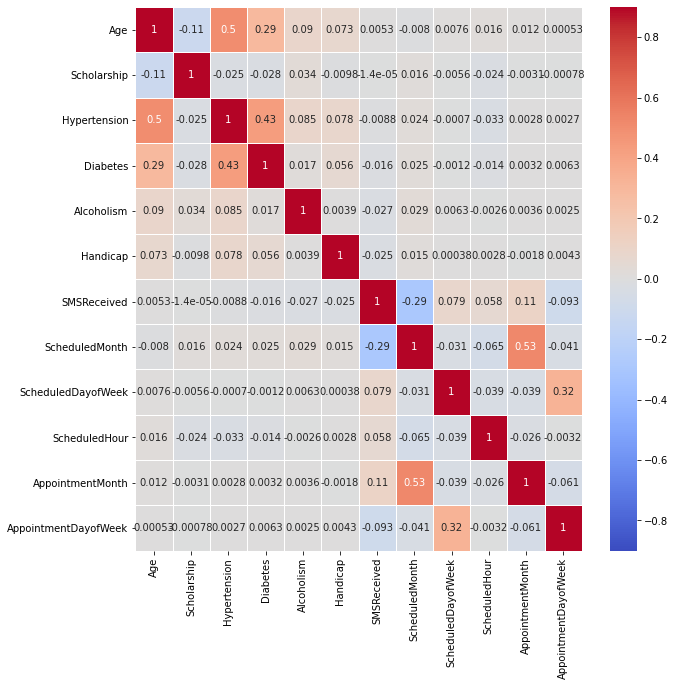 Age 1 -0.11 0.5 0.29 0.09 0.073 0.0053 -0.008 0.0076 0.016 0.012 0.00053
Scholarship -0.11 1 -0.025 -0.028 0.034 -0.0098 -1.4e-05 0.016 -0.0056 -0.024 -0.0031 -0.00078
Hypertension 0.5 -0.025 1 0.43 0.085 0.078 -0.0088 0.024 -0.0007 -0.033 0.0028 0.0027
Diabetes 0.29 -0.028 0.43 1 0.017 0.056 -0.016 0.025 -0.0012 -0.014 0.0032 0.0063
Alcoholism 0.09 0.034 0.085 0.017 1 0.0039 -0.027 0.029 0.0063 -0.0026 0.0036 0.0025
Handicap 0.073 -0.0098 0.078 0.056 0.0039 1 -0.025 0.015 0.00038 0.0028 -0.0018 0.0043
SMSReceived 0.0053 -1.4e-05 -0.0088 -0.016 -0.027 -0.025 1 -0.29 0.079 0.058 0.11 -0.093
ScheduledMonth -0.008 0.016 0.024 0.025 0.029 0.015 -0.29 1 -0.031 -0.065 0.53 -0.041
ScheduledDayofWeek 0.0076 -0.0056 -0.0007 -0.0012 0.0063 0.00038 0.079 -0.031 1 -0.039 -0.039 0.32
ScheduledHour 0.016 -0.024 -0.033 -0.014 -0.0026 0.0028 0.058 -0.065 -0.039 1 -0.026 -0.0032
AppointmentMonth 0.012 -0.0031 0.0028 0.0032 0.0036 -0.0018 0.11 0.53 -0.039 -0.026 1 -0.061
AppointmentDayofWeek 0.00053 -0.00078 0.0027 0.0063 0.0025 0.0043 -0.093 -0.041 0.32 -0.0032 -0.061 1
Age
Scholarship
Hypertension
Diabetes
Alcoholism
Handicap
SMSReceived
ScheduledMonth
ScheduledDayofWeek
ScheduledHour
AppointmentMonth
AppointmentDayofWeek
0.8
0.6
0.4
0.2
0.0
−0.2
−0.4
−0.6
−0.8